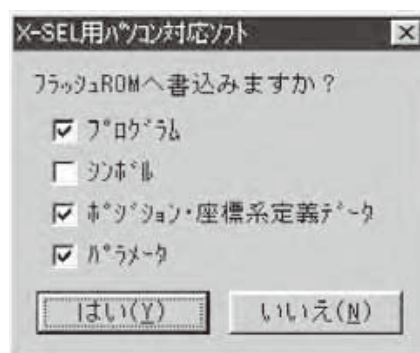 X-SEL用ﾊﾟｿｺﾝ対応ｿﾌﾄ
ﾌﾗｯｼｭROMへ書込みますか？
ﾌﾟﾛｸﾞﾗﾑ
ｼﾝﾎﾞﾙ
ﾎﾟｼﾞｼｮﾝ・座標系定義ﾃﾞｰﾀ
ﾊﾟﾗﾒｰﾀ
はい(Y)
いいえ(N)